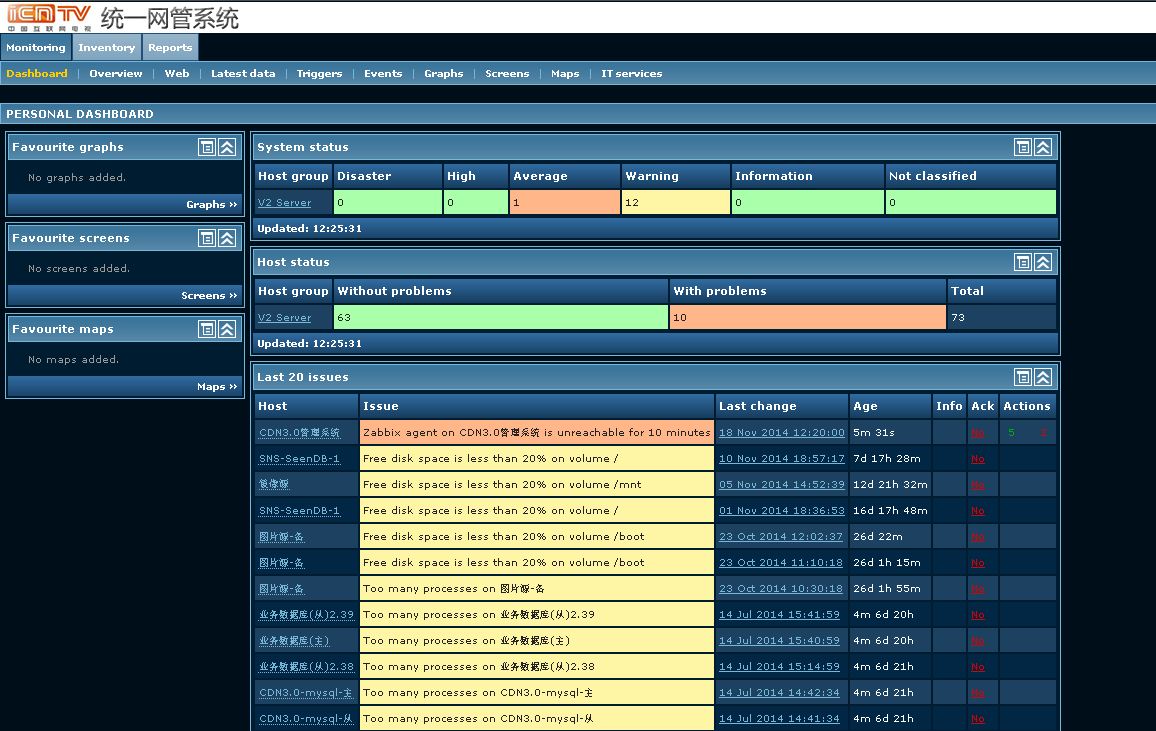 iCNTV 统一网管系统
中国互联网电视
Monitoring Inventory Reports
Dashboard | Overview | Web | Latest data | Triggers | Events | Graphs | Screens | Maps | IT services
PERSONAL DASHBOARD
Favourite graphs
No graphs added.
Graphs »
Favourite screens
No screens added.
Screens »
Favourite maps
No maps added.
Maps »
System status
Host group Disaster High Average Warning Information Not classified
V2 Server 0 0 1 12 0 0
Updated: 12:25:31
Host status
Host group Without problems With problems Total
V2 Server 63 10 73
Updated: 12:25:31
Last 20 issues
Host Issue Last change Age Info Ack Actions
CDN3.0管理系统 Zabbix agent on CDN3.0管理系统 is unreachable for 10 minutes 18 Nov 2014 12:20:00 5m 31s No 5
SNS-SeenDB-1 Free disk space is less than 20% on volume / 10 Nov 2014 18:57:17 7d 17h 28m No
镜像源 Free disk space is less than 20% on volume /mnt 05 Nov 2014 14:52:39 12d 21h 32m No
SNS-SeenDB-1 Free disk space is less than 20% on volume / 01 Nov 2014 18:36:53 16d 17h 48m No
图片源-备 Free disk space is less than 20% on volume /boot 23 Oct 2014 12:02:37 26d 22m No
图片源-备 Free disk space is less than 20% on volume /boot 23 Oct 2014 11:10:18 26d 1h 15m No
图片源-备 Too many processes on 图片源-备 23 Oct 2014 10:30:18 26d 1h 55m No
业务数据库(从)2.39 Too many processes on 业务数据库(从)2.39 14 Jul 2014 15:41:59 4m 6d 20h No
业务数据库(主) Too many processes on 业务数据库(主) 14 Jul 2014 15:40:59 4m 6d 20h No
业务数据库(从)2.38 Too many processes on 业务数据库(从)2.38 14 Jul 2014 15:14:59 4m 6d 21h No
CDN3.0-mysql-主 Too many processes on CDN3.0-mysql-主 14 Jul 2014 14:42:34 4m 6d 21h No
CDN3.0-mysql-从 Too many processes on CDN3.0-mysql-从 14 Jul 2014 14:41:34 4m 6d 21h No